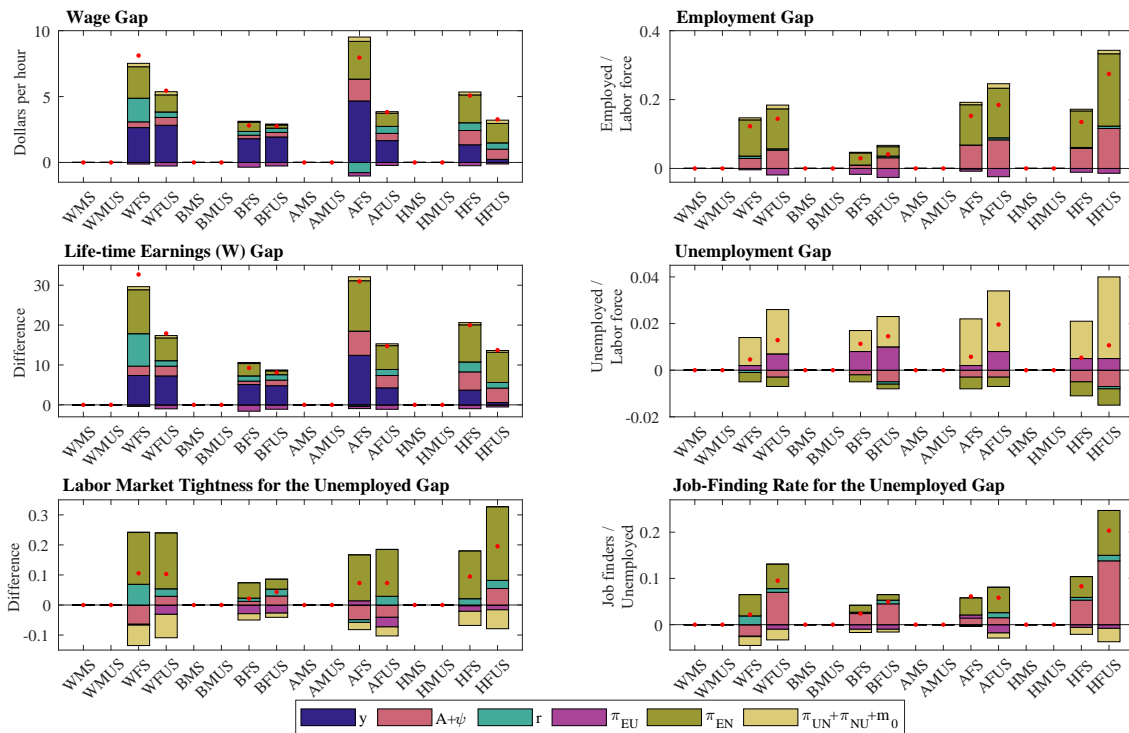 Wage Gap
Dollars per hour
10
5
0
WMS WMUS WFS WFUS BMS BMUS BFS BFUS AMS AMUS AFS AFUS HMS HMUS HFS HFUS
Employment Gap
Employed /
Labor force
0.4
0.2
0
WMS WMUS WFS WFUS BMS BMUS BFS BFUS AMS AMUS AFS AFUS HMS HMUS HFS HFUS
Life-time Earnings (W) Gap
Difference
30
20
10
0
WMS WMUS WFS WFUS BMS BMUS BFS BFUS AMS AMUS AFS AFUS HMS HMUS HFS HFUS
Unemployment Gap
Unemployed /
Labor force
0.04
0.02
0
-0.02
WMS WMUS WFS WFUS BMS BMUS BFS BFUS AMS AMUS AFS AFUS HMS HMUS HFS HFUS
Labor Market Tightness for the Unemployed Gap
Difference
0.3
0.2
0.1
0
-0.1
WMS WMUS WFS WFUS BMS BMUS BFS BFUS AMS AMUS AFS AFUS HMS HMUS HFS HFUS
Job-Finding Rate for the Unemployed Gap
Job finders /
Unemployed
0.2
0.1
0
WMS WMUS WFS WFUS BMS BMUS BFS BFUS AMS AMUS AFS AFUS HMS HMUS HFS HFUS
y A+ψ r π_EU π_EN π_UN+π_NU+m_0